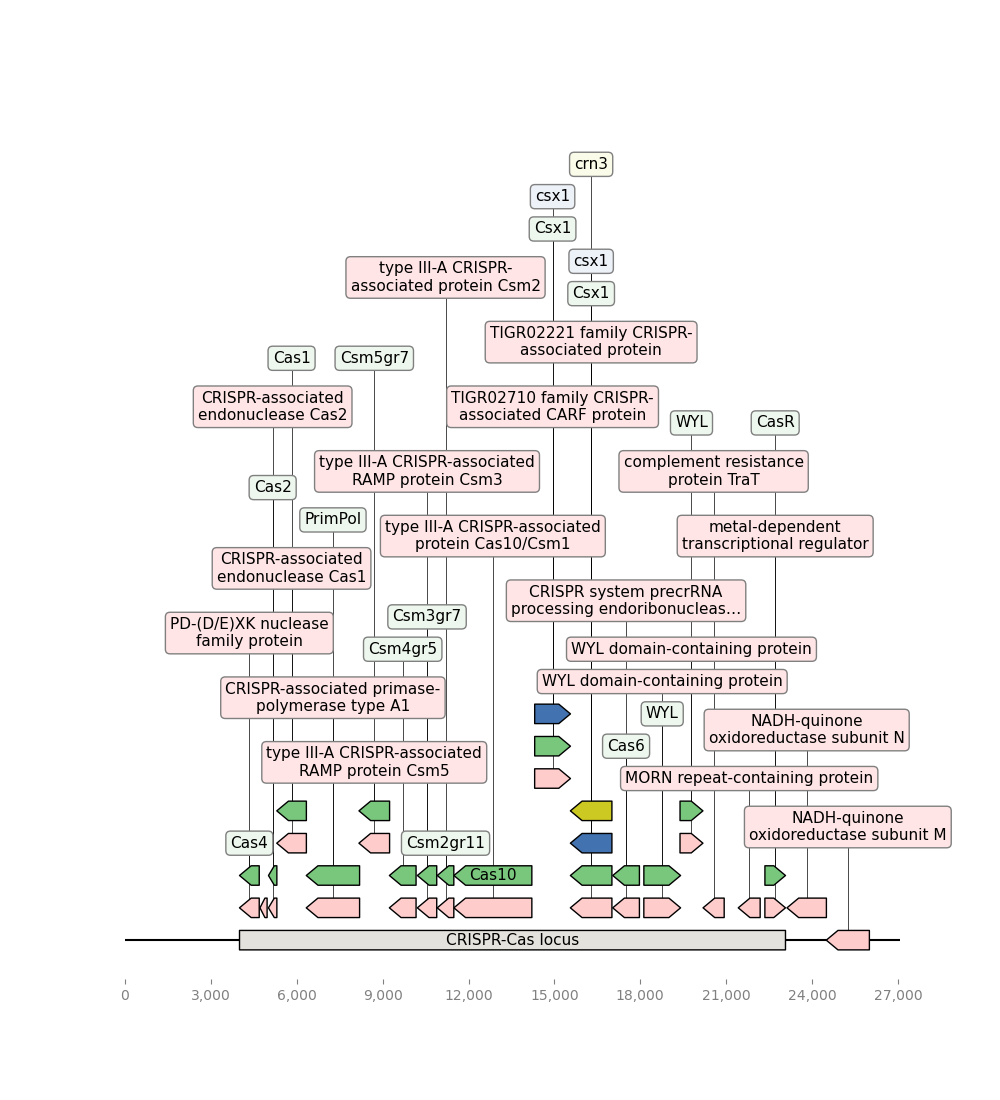 crn3
csx1
Csx1
csx1
type III-A CRISPR-
associated protein Csm2
Csx1
TIGR02221 family CRISPR-
associated protein
Cas1
Csm5gr7
CRISPR-associated
endonuclease Cas2
TIGR02710 family CRISPR-
associated CARF protein
WYL
CasR
type III-A CRISPR-associated
RAMP protein Csm3
complement resistance
protein TraT
Cas2
PrimPol
type III-A CRISPR-associated
protein Cas10/Csm1
metal-dependent
transcriptional regulator
CRISPR-associated
endonuclease Cas1
CRISPR system precrRNA
processing endoribonucleas...
Csm3gr7
PD-(D/E)XK nuclease
family protein
Csm4gr5
WYL domain-containing protein
WYL domain-containing protein
CRISPR-associated primase-
polymerase type A1
WYL
NADH-quinone
oxidoreductase subunit N
Cas6
type III-A CRISPR-associated
RAMP protein Csm5
MORN repeat-containing protein
NADH-quinone
oxidoreductase subunit M
Cas4
Csm2gr11
Cas10
CRISPR-Cas locus
0
3,000
6,000
9,000
12,000
15,000
18,000
21,000
24,000
27,000